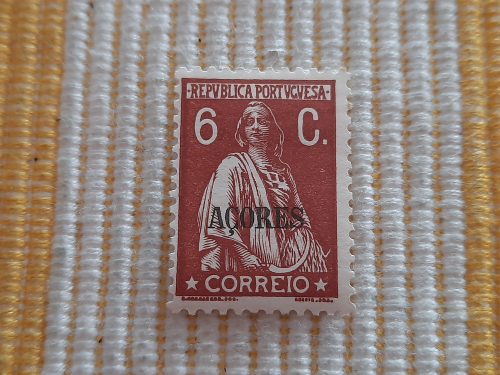 REPVBLICA PORTVGVESA
6 C.
AÇORES
CORREIO